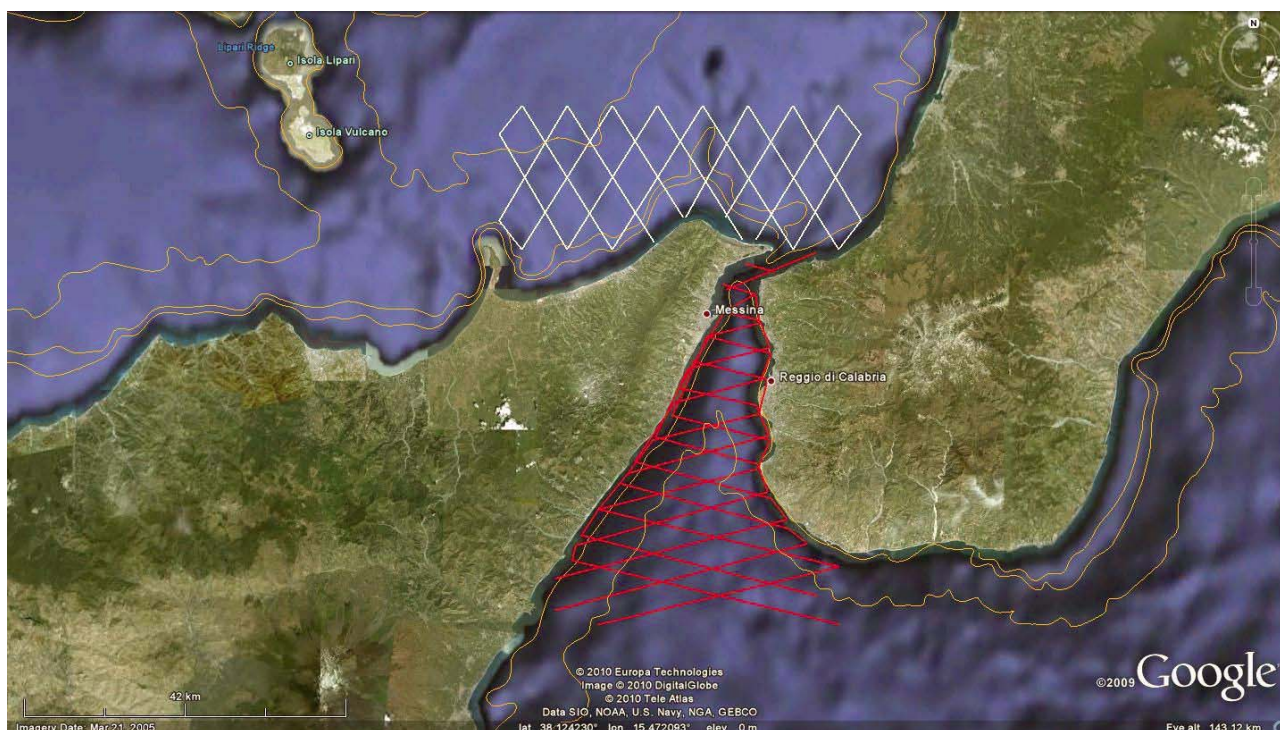 N
Lipari Ridge
Isola Lipari
Isola Vulcano
Messina
Reggio di Calabria
© 2010 Europa Technologies
Image © 2010 DigitalGlobe
© 2010 Tele Atlas
Data SIO, NOAA, U.S. Navy, NGA, GEBCO
©2009 Google
42 km
Imagery Date: Mar 21, 2005
lat 38.124230° lon 15.472093° elev 0 m
Eye alt 143.12 km